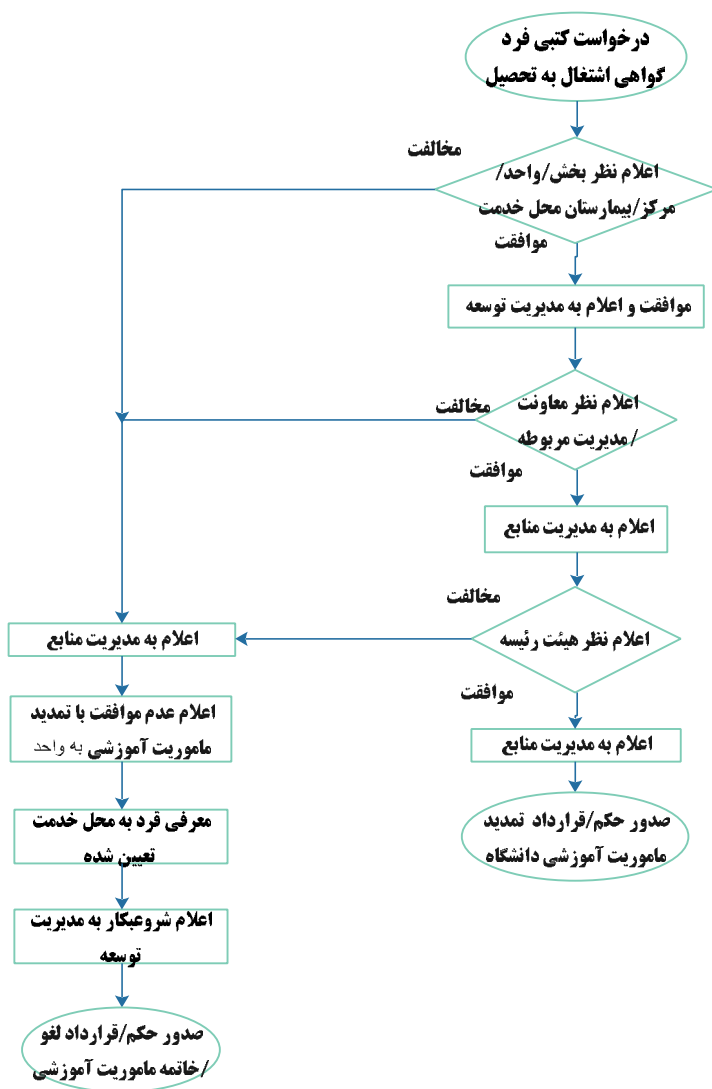 درخواست کتبی فرد
گواهی اشتغال به تحصیل
مخالفت
اعلام نظر بخش/واحد/
مرکز/بیمارستان محل خدمت
موافقت
موافقت و اعلام به مدیریت توسعه
مخالفت
اعلام نظر معاونت
/مدیریت مربوطه
موافقت
اعلام به مدیریت منابع
مخالفت
اعلام نظر هیئت رئیسه
موافقت
اعلام به مدیریت منابع
صدور حکم/قرارداد تمدید
ماموریت آموزشی دانشگاه
اعلام به مدیریت منابع
اعلام عدم موافقت با تمدید
ماموریت آموزشی به واحد
معرفی قرد به محل خدمت
تعیین شده
اعلام شروعبکار به مدیریت
توسعه
صدور حکم/قرارداد لغو
/خاتمه ماموریت آموزشی